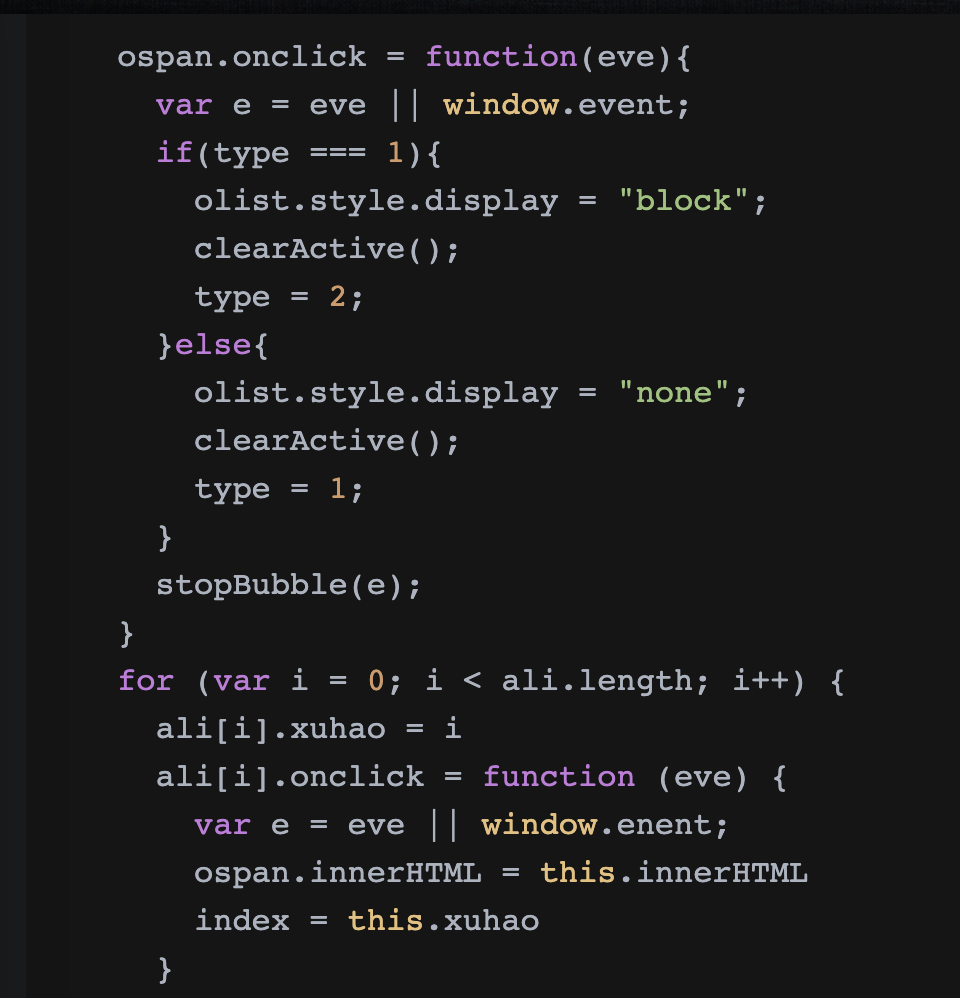 ospan.onclick = function(eve){
var e = eve || window.event;
if(type === 1){
olist.style.display = "block";
clearActive();
type = 2;
}else{
olist.style.display = "none";
clearActive();
type = 1;
}
stopBubble(e);
}
for (var i = 0; i < ali.length; i++) {
ali[i].xuhao = i
ali[i].onclick = function (eve) {
var e = eve || window.enent;
ospan.innerHTML = this.innerHTML
index = this.xuhao
}